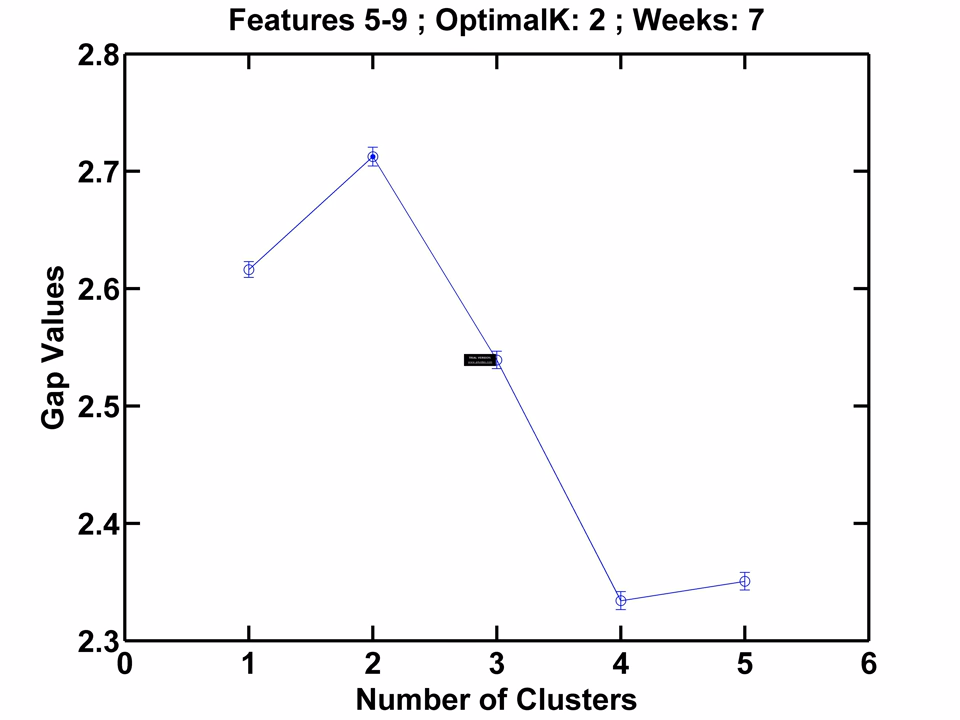 Features 5-9 ; OptimalK: 2 ; Weeks: 7
2.8
2.7
2.6
2.5
2.4
2.3
Gap Values
0 1 2 3 4 5 6
Number of Clusters